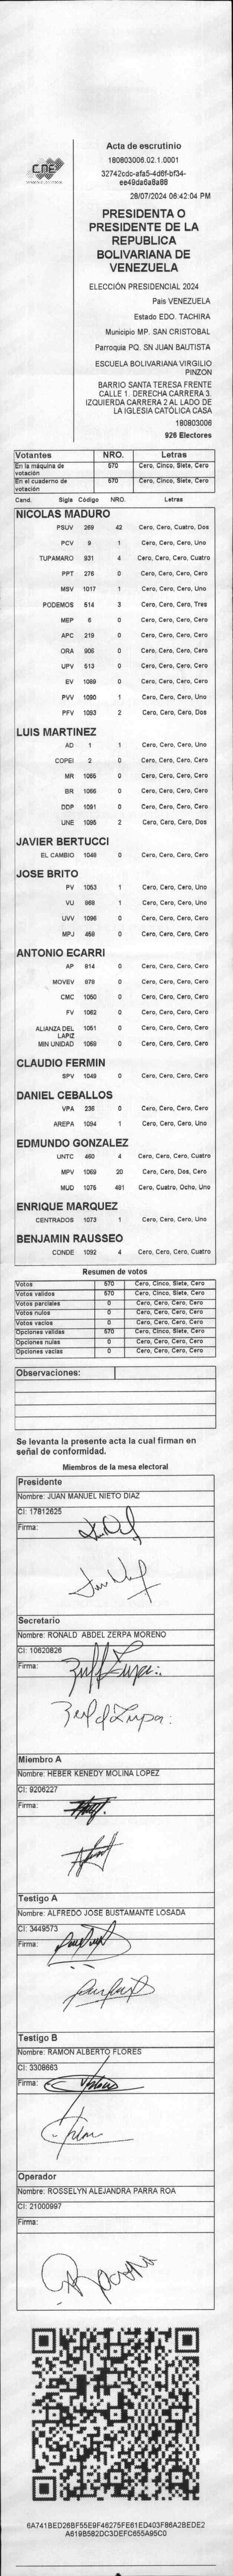 CNE
Acta de escrutinio
180803006.02.1.0001
32742cdc-afa5-4d6f-bf34-
ee49da6a8a88
28/07/2024 06:42:04 PM
PRESIDENTA O
PRESIDENTE DE LA
REPUBLICA
BOLIVARIANA DE
VENEZUELA
ELECCIÓN PRESIDENCIAL 2024
País VENEZUELA
Estado EDO. TACHIRA
Municipio MP. SAN CRISTOBAL
Parroquia PQ. SN JUAN BAUTISTA
ESCUELA BOLIVARIANA VIRGILIO
PINZON
BARRIO SANTA TERESA FRENTE
CALLE 1. DERECHA CARRERA 3.
IZQUIERDA CARRERA 2 AL LADO DE
LA IGLESIA CATÓLICA CASA
180803006
926 Electores
Votantes NRO. Letras
En la máquina de votación 570 Cero, Cinco, Siete, Cero
En el cuaderno de votación 570 Cero, Cinco, Siete, Cero
Cand. Sigla Código NRO. Letras
NICOLAS MADURO
PSUV 269 42 Cero, Cero, Cuatro, Dos
PCV 9 1 Cero, Cero, Cero, Uno
TUPAMARO 931 4 Cero, Cero, Cero, Cuatro
PPT 276 0 Cero, Cero, Cero, Cero
MSV 1017 1 Cero, Cero, Cero, Uno
PODEMOS 514 3 Cero, Cero, Cero, Tres
MEP 6 0 Cero, Cero, Cero, Cero
APC 219 0 Cero, Cero, Cero, Cero
ORA 906 0 Cero, Cero, Cero, Cero
UPV 513 0 Cero, Cero, Cero, Cero
EV 1089 0 Cero, Cero, Cero, Cero
PVV 1090 1 Cero, Cero, Cero, Uno
PFV 1093 2 Cero, Cero, Cero, Dos
LUIS MARTINEZ
AD 1 1 Cero, Cero, Cero, Uno
COPEI 2 0 Cero, Cero, Cero, Cero
MR 1065 0 Cero, Cero, Cero, Cero
BR 1066 0 Cero, Cero, Cero, Cero
DDP 1091 0 Cero, Cero, Cero, Cero
UNE 1095 2 Cero, Cero, Cero, Dos
JAVIER BERTUCCI
EL CAMBIO 1048 0 Cero, Cero, Cero, Cero
JOSE BRITO
PV 1053 1 Cero, Cero, Cero, Uno
VU 868 1 Cero, Cero, Cero, Uno
UVV 1096 0 Cero, Cero, Cero, Cero
MPJ 458 0 Cero, Cero, Cero, Cero
ANTONIO ECARRI
AP 814 0 Cero, Cero, Cero, Cero
MOVEV 878 0 Cero, Cero, Cero, Cero
CMC 1050 0 Cero, Cero, Cero, Cero
FV 1062 0 Cero, Cero, Cero, Cero
ALIANZA DEL LAPIZ 1051 0 Cero, Cero, Cero, Cero
MIN UNIDAD 1068 0 Cero, Cero, Cero, Cero
CLAUDIO FERMIN
SPV 1049 0 Cero, Cero, Cero, Cero
DANIEL CEBALLOS
VPA 236 0 Cero, Cero, Cero, Cero
AREPA 1094 1 Cero, Cero, Cero, Uno
EDMUNDO GONZALEZ
UNTC 460 4 Cero, Cero, Cero, Cuatro
MPV 1069 20 Cero, Cero, Dos, Cero
MUD 1075 481 Cero, Cuatro, Ocho, Uno
ENRIQUE MARQUEZ
CENTRADOS 1073 1 Cero, Cero, Cero, Uno
BENJAMIN RAUSSEO
CONDE 1092 4 Cero, Cero, Cero, Cuatro
Resumen de votos
Votos 570 Cero, Cinco, Siete, Cero
Votos validos 570 Cero, Cinco, Siete, Cero
Votos parciales 0 Cero, Cero, Cero, Cero
Votos nulos 0 Cero, Cero, Cero, Cero
Votos vacios 0 Cero, Cero, Cero, Cero
Opciones validas 570 Cero, Cinco, Siete, Cero
Opciones nulas 0 Cero, Cero, Cero, Cero
Opciones vacias 0 Cero, Cero, Cero, Cero
Observaciones:
Se levanta la presente acta la cual firman en
señal de conformidad.
Miembros de la mesa electoral
Presidente
Nombre: JUAN MANUEL NIETO DIAZ
CI: 17812625
Firma:
Secretario
Nombre: RONALD ABDEL ZERPA MORENO
CI: 10620826
Firma:
Miembro A
Nombre: HEBER KENEDY MOLINA LOPEZ
CI: 9206227
Firma:
Testigo A
Nombre: ALFREDO JOSE BUSTAMANTE LOSADA
CI: 3449573
Firma:
Testigo B
Nombre: RAMON ALBERTO FLORES
CI: 3308663
Firma:
Operador
Nombre: ROSSELYN ALEJANDRA PARRA ROA
CI: 21000997
Firma:
6A741BED26BF55E9F46275FE61ED403F86A2BEDE2
A619B582DC3DEFC655A95C0